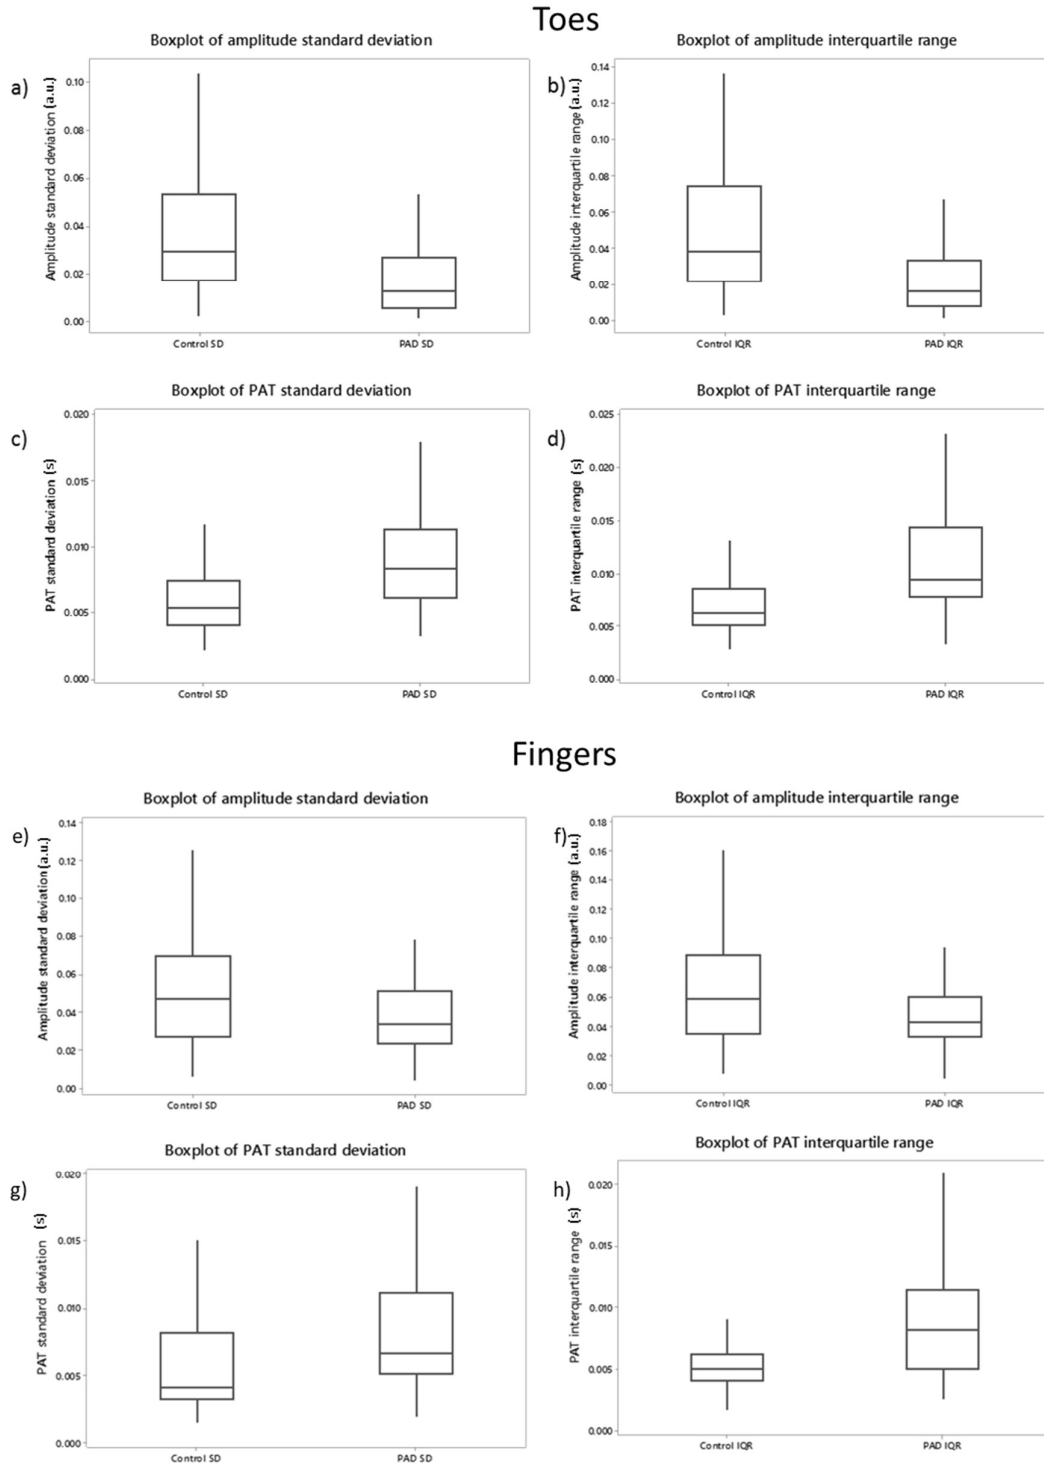 Toes
Boxplot of amplitude standard deviation
a)
Amplitude standard deviation (a.u.)
0.10
0.08
0.06
0.04
0.02
0.00
Control SD
PAD SD
Boxplot of amplitude interquartile range
b)
Amplitude interquartile range(a.u.)
0.14
0.12
0.10
0.08
0.06
0.04
0.02
0.00
Control IQR
PAD IQR
Boxplot of PAT standard deviation
c)
PAT standard deviation (s)
0.020
0.015
0.010
0.005
0.000
Control SD
PAD SD
Boxplot of PAT interquartile range
d)
PAT interquartile range (s)
0.025
0.020
0.015
0.010
0.005
0.000
Control IQR
PAD IQR
Fingers
Boxplot of amplitude standard deviation
e)
Amplitude standard deviation(a.u.)
0.14
0.12
0.10
0.08
0.06
0.04
0.02
0.00
Control SD
PAD SD
Boxplot of amplitude interquartile range
f)
Amplitude interquartile range (a.u.)
0.18
0.16
0.14
0.12
0.10
0.08
0.06
0.04
0.02
0.00
Control IQR
PAD IQR
Boxplot of PAT standard deviation
g)
PAT standard deviation (s)
0.020
0.015
0.010
0.005
0.000
Control SD
PAD SD
Boxplot of PAT interquartile range
h)
PAT interquartile range (s)
0.020
0.015
0.010
0.005
0.000
Control IQR
PAD IQR